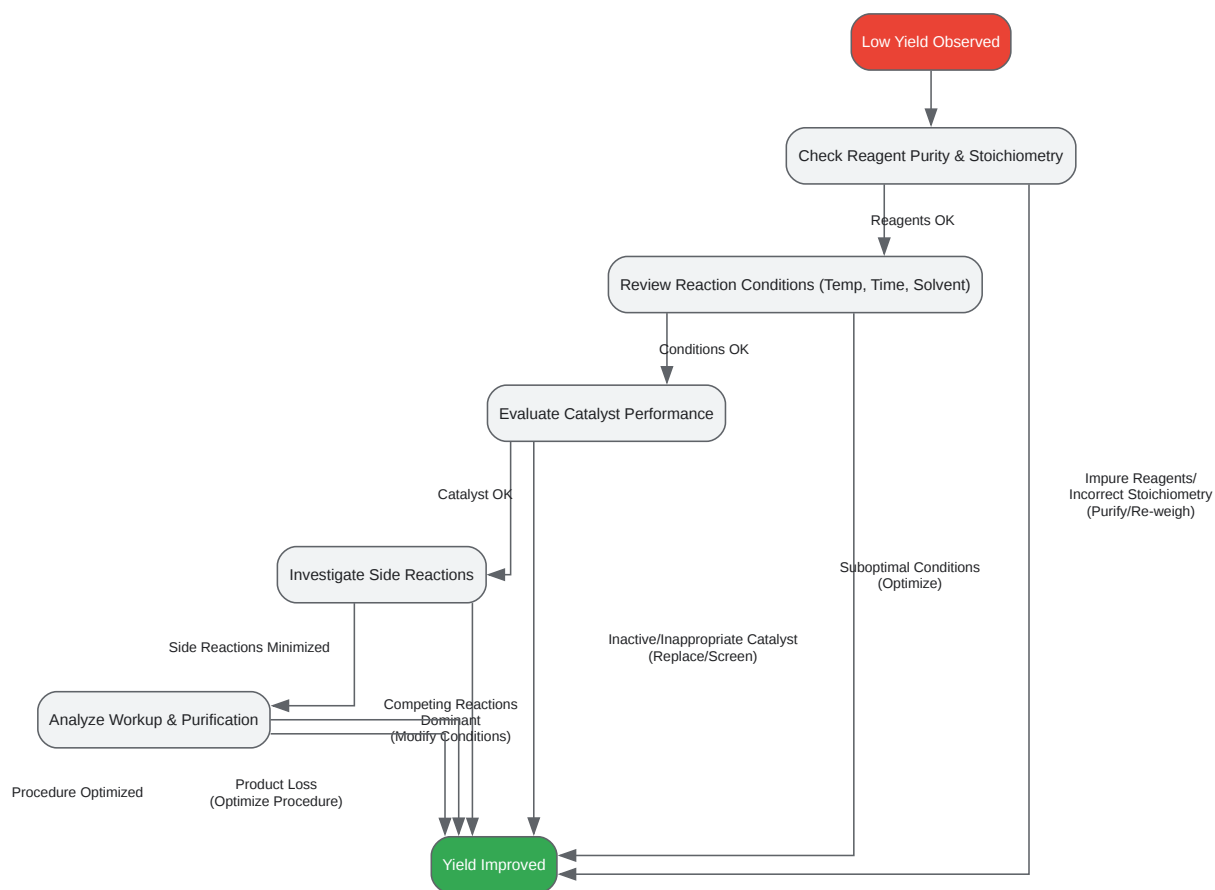 Low Yield Observed
Check Reagent Purity & Stoichiometry
Reagents OK
Review Reaction Conditions (Temp, Time, Solvent)
Conditions OK
Evaluate Catalyst Performance
Catalyst OK
Impure Reagents/
Incorrect Stoichiometry
(Purify/Re-weigh)
Investigate Side Reactions
Suboptimal Conditions
(Optimize)
Side Reactions Minimized
Inactive/Inappropriate Catalyst
(Replace/Screen)
Analyze Workup & Purification
Competing Reactions
Dominant
(Modify Conditions)
Procedure Optimized
Product Loss
(Optimize Procedure)
Yield Improved